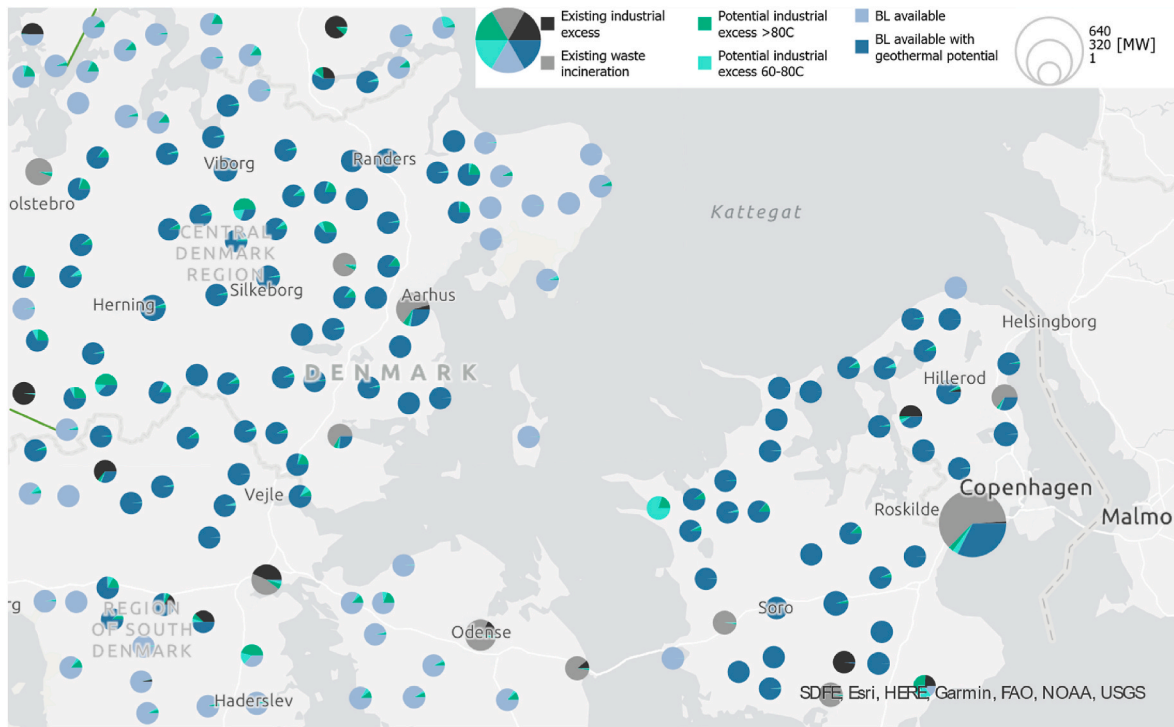 Existing industrial
excess
Existing waste
incineration
Potential industrial
excess >80C
Potential industrial
excess 60-80C
BL available
BL available with
geothermal potential
640
320 [MW]
1
Viborg
Randers
olstebro
Kattegat
CENTRAL
DENMARK
REGION
Silkeborg
Herning
Aarhus
Helsingborg
DENMARK
Hillerod
Vejle
Copenhagen
Roskilde
Malmo
rg
REGION
OF SOUTH
DENMARK
Odense
Soro
Haderslev
SDFE, Esri, HERE, Garmin, FAO, NOAA, USGS